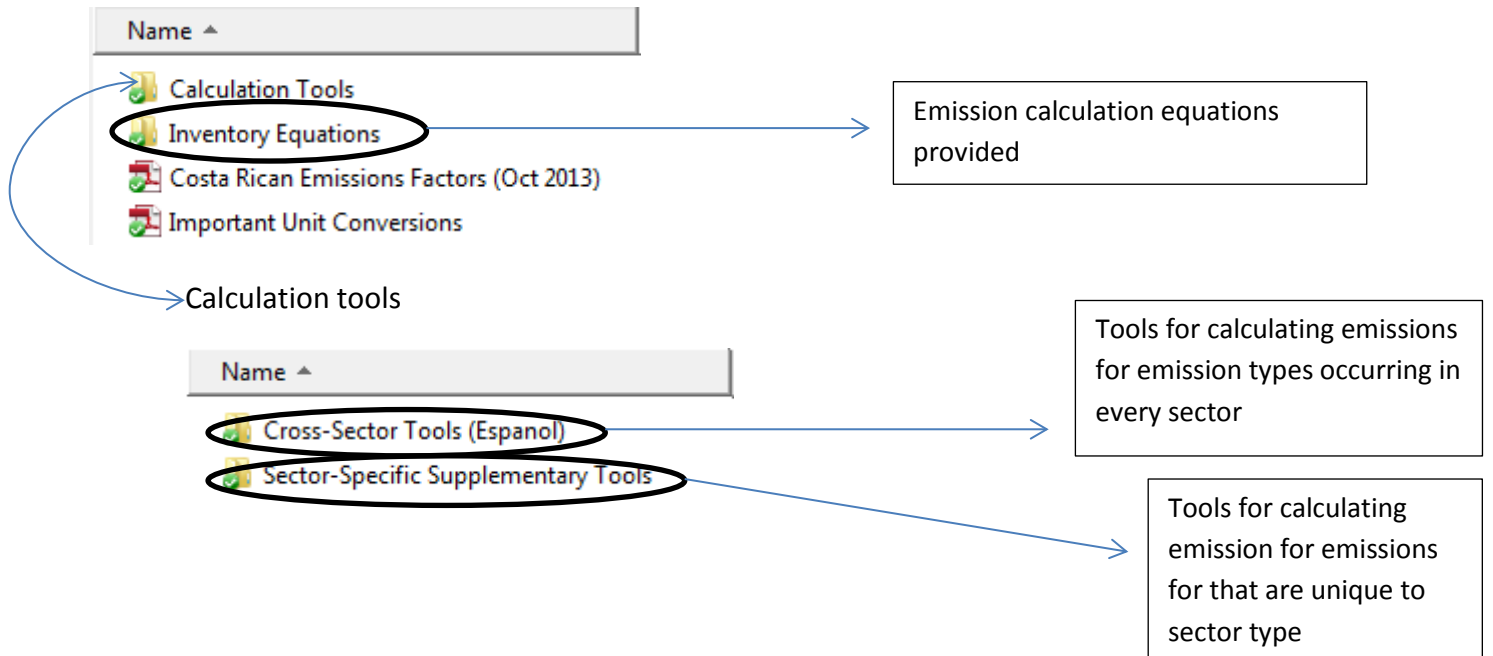 Name
Calculation Tools
Inventory Equations
Costa Rican Emissions Factors (Oct 2013)
Important Unit Conversions
Emission calculation equations
provided
Calculation tools
Name
Cross-Sector Tools (Espanol)
Sector-Specific Supplementary Tools
Tools for calculating emissions
for emission types occurring in
every sector
Tools for calculating
emission for emissions
for that are unique to
sector type